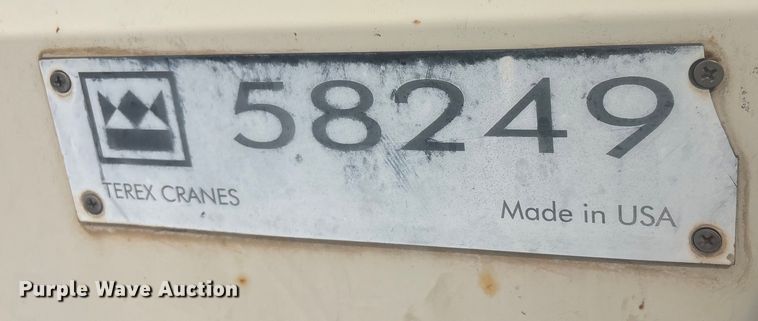 58249
TEREX CRANES
Made in USA
Purple Wave Auction